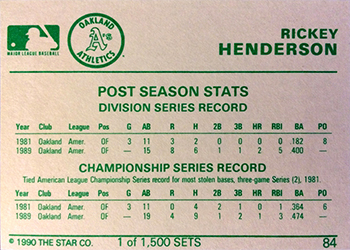 MAJOR LEAGUE BASEBALL
OAKLAND
A's
ATHLETICS
RICKEY
HENDERSON
POST SEASON STATS
DIVISION SERIES RECORD
Year Club League Pos G AB R H 2B 3B HR RBI BA PO
1981 Oakland Amer. OF 3 11 3 2 0 0 0 0 .182 8
1989 Oakland Amer. OF - 15 8 6 1 1 2 5 .400 -
CHAMPIONSHIP SERIES RECORD
Tied American League Championship Series record for most stolen bases, three-game Series (2), 1981.
Year Club League Pos G AB R H 2B 3B HR RBI BA PO
1981 Oakland Amer. OF 3 11 0 4 2 1 0 1 .364 6
1989 Oakland Amer. OF - 19 4 9 1 2 1 3 .474 -
© 1990 THE STAR CO. 1 of 1,500 SETS 84